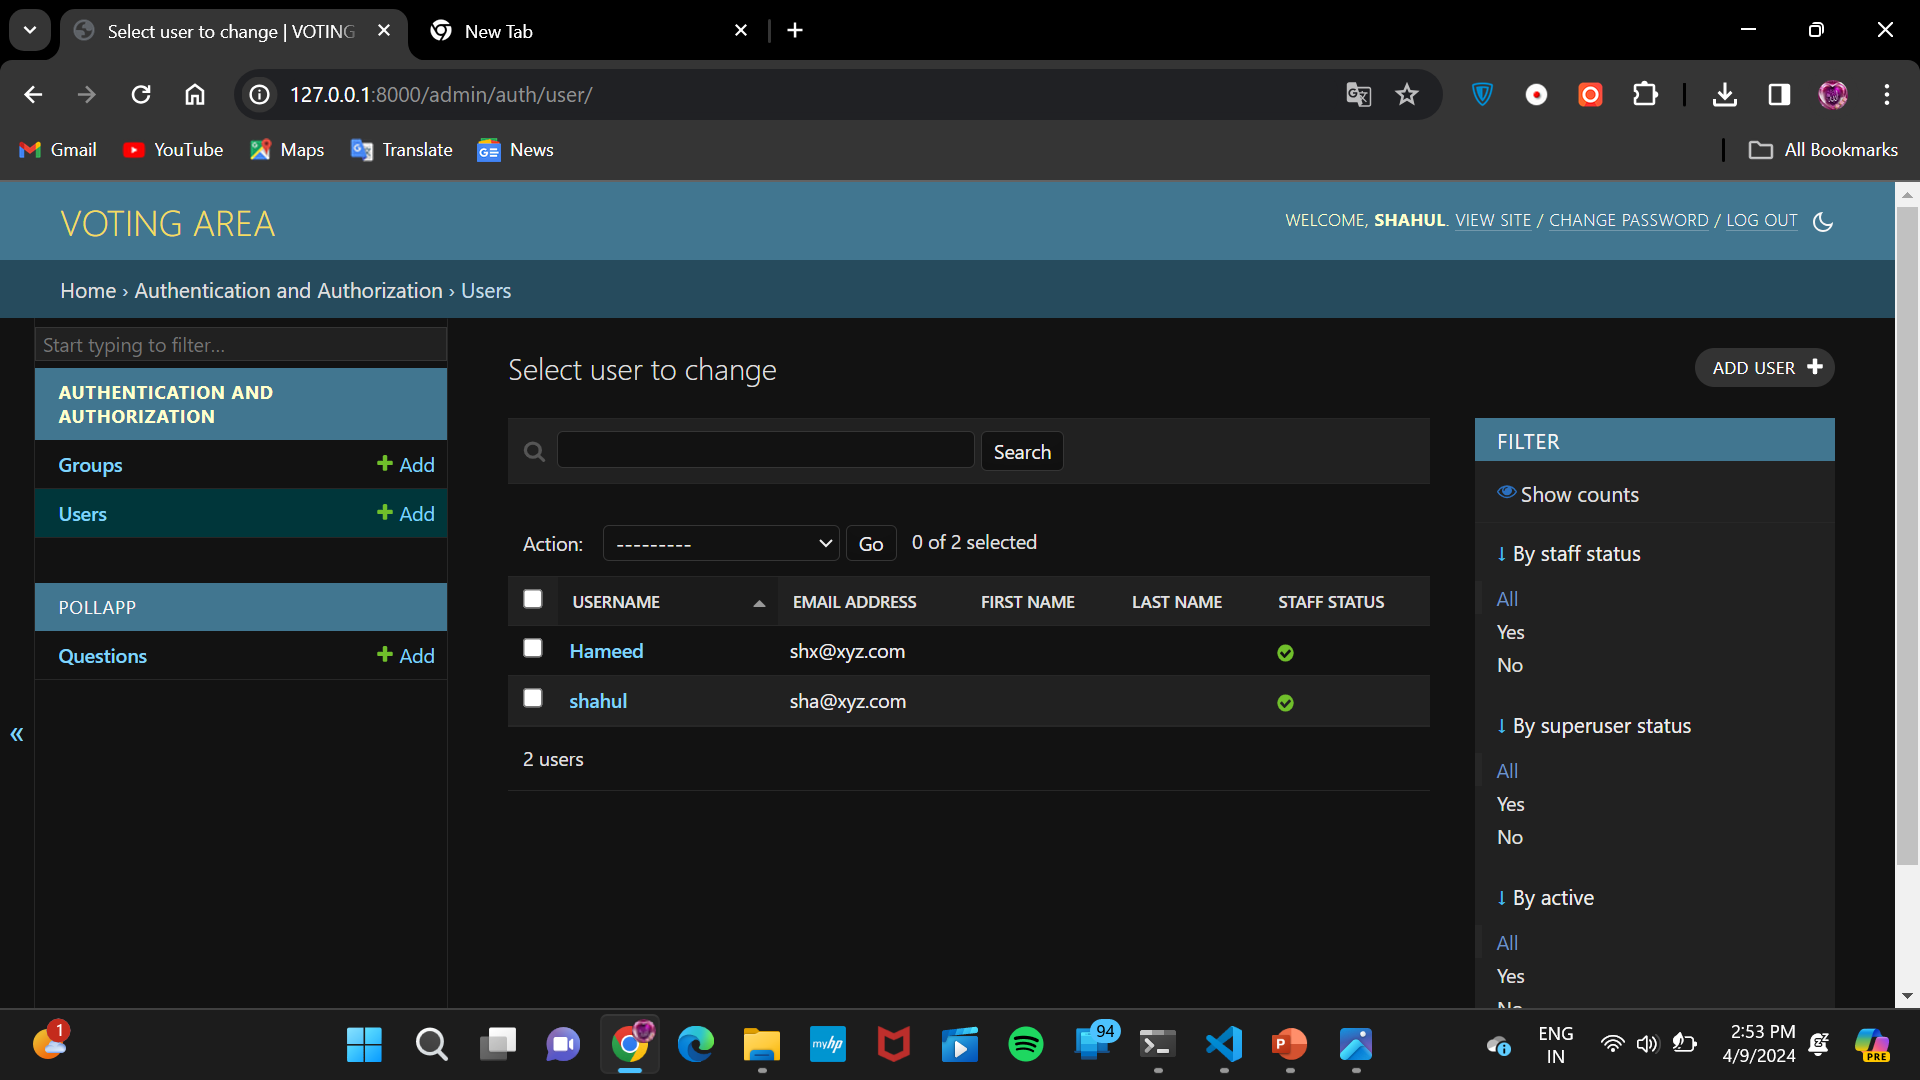 Select user to change | VOTING
New Tab
127.0.0.1:8000/admin/auth/user/
Gmail
YouTube
Maps
Translate
News
All Bookmarks
VOTING AREA
WELCOME, SHAHUL. VIEW SITE / CHANGE PASSWORD / LOG OUT
Home › Authentication and Authorization › Users
Start typing to filter...
AUTHENTICATION AND
AUTHORIZATION
Groups
Add
Users
Add
POLLAPP
Questions
Add
«
Select user to change
ADD USER
Search
Action: --------- Go 0 of 2 selected
USERNAME EMAIL ADDRESS FIRST NAME LAST NAME STAFF STATUS
Hameed shx@xyz.com
shahul sha@xyz.com
2 users
FILTER
Show counts
↓ By staff status
All
Yes
No
↓ By superuser status
All
Yes
No
↓ By active
All
Yes
No
1
myhp
94
P
PRE
ENG
IN
2:53 PM
4/9/2024